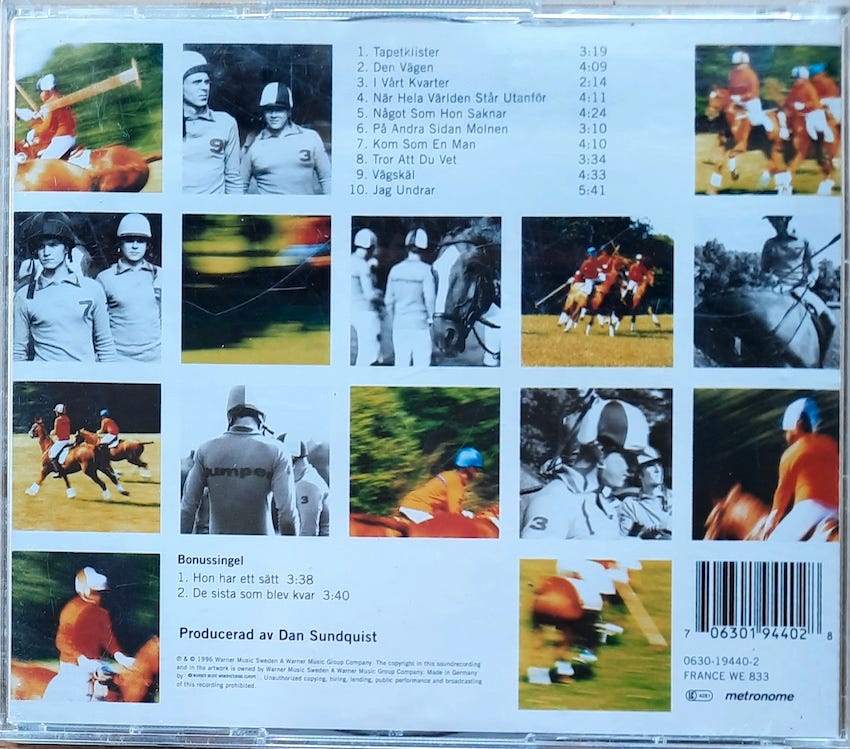 1. Tapetklister 3:19
2. Den Vägen 4:09
3. I Vårt Kvarter 2:14
4. När Hela Världen Står Utanför 4:11
5. Något Som Hon Saknar 4:24
6. På Andra Sidan Molnen 3:10
7. Kom Som En Man 4:10
8. Tror Att Du Vet 3:34
9. Vägskäl 4:33
10. Jag Undrar 5:41
9
3
7
3
3
Bonussingel
1. Hon har ett sätt 3:38
2. De sista som blev kvar 3:40
Producerad av Dan Sundquist
℗ & © 1996 Warner Music Sweden A Warner Music Group Company. The copyright in this soundrecording
and in the artwork is owned by Warner Music Sweden A Warner Music Group Company. Made in Germany
by WARNER MUSIC MANUFACTURING EUROPE. Unauthorized copying, hiring, lending, public performance and broadcasting
of this recording prohibited.
7 06301 94402 8
0630-19440-2
FRANCE WE 833
LC 4281 metronome